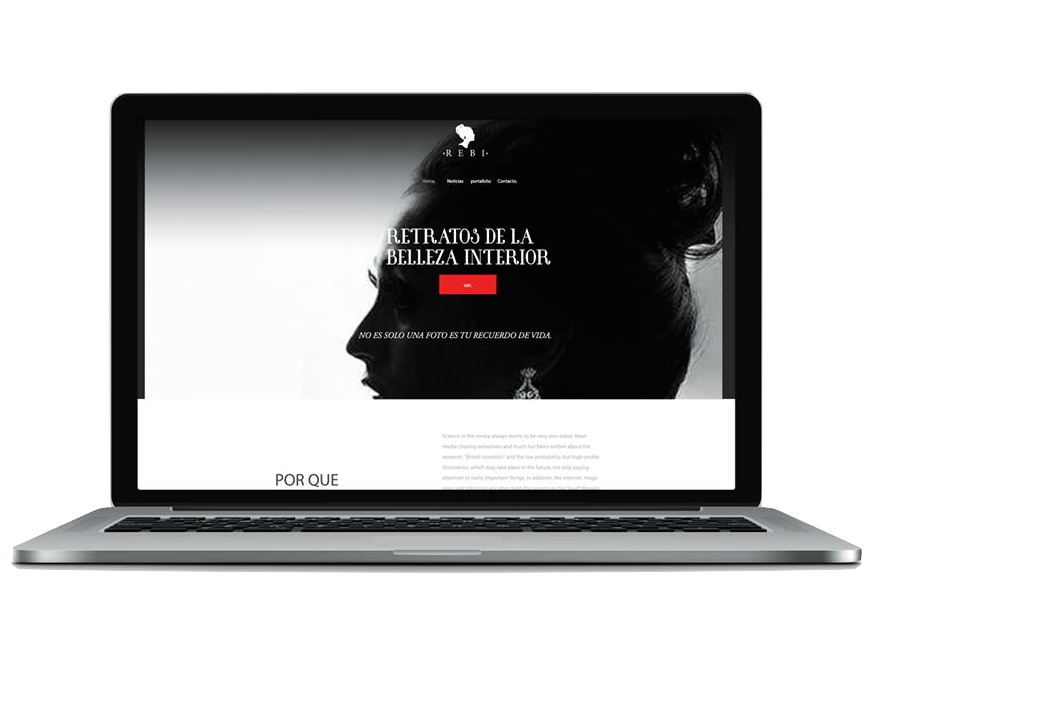 ·REBI·
Home Noticias portafolio Contacto
RETRATOS DE LA
BELLEZA INTERIOR
ver.
NO ES SOLO UNA FOTO ES TU RECUERDO DE VIDA.
Science in the media always seems to be very one-sided. News
media chasing sensations and much has been written about the
research, "British scientists" and the low probability, but high-profile
discoveries, which may take place in the future, not only saying
attention to really important things. In addition, the Internet, maga-
POR QUE